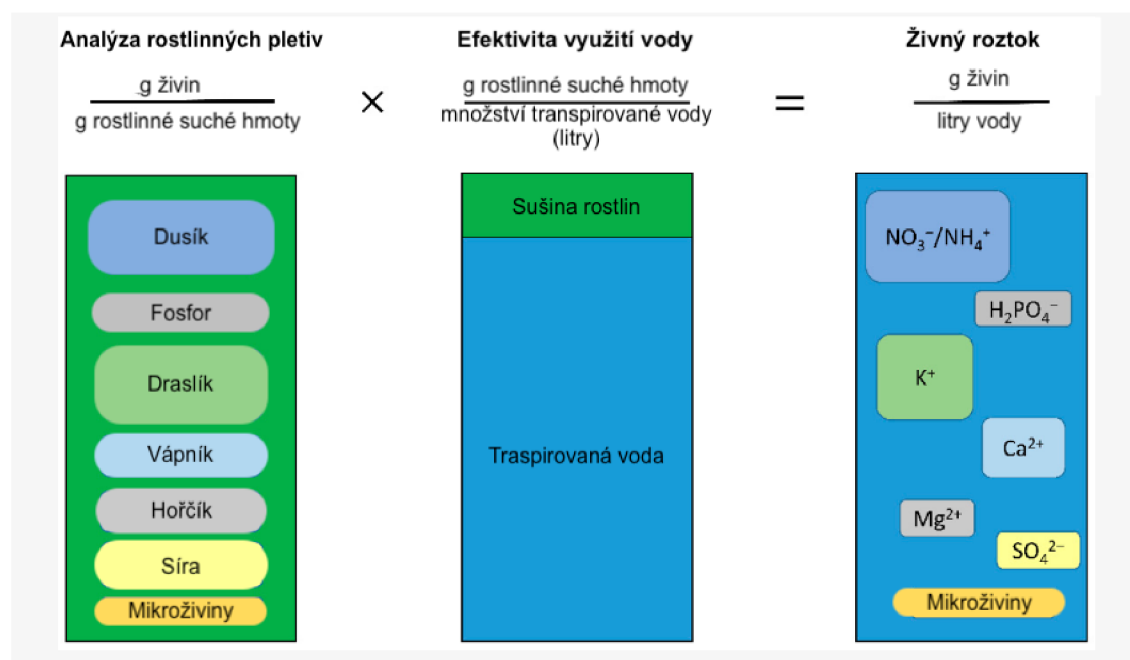 Analýza rostlinných pletiv
g živin
g rostlinné suché hmoty
×
Efektivita využití vody
g rostlinné suché hmoty
množství transpirované vody
(litry)
=
Živný roztok
g živin
litry vody
Dusík
Fosfor
Draslík
Vápník
Hořčík
Síra
Mikroživiny
Sušina rostlin
Traspirovaná voda
NO₃⁻/NH₄⁺
H₂PO₄⁻
K⁺
Ca²⁺
Mg²⁺
SO₄²⁻
Mikroživiny